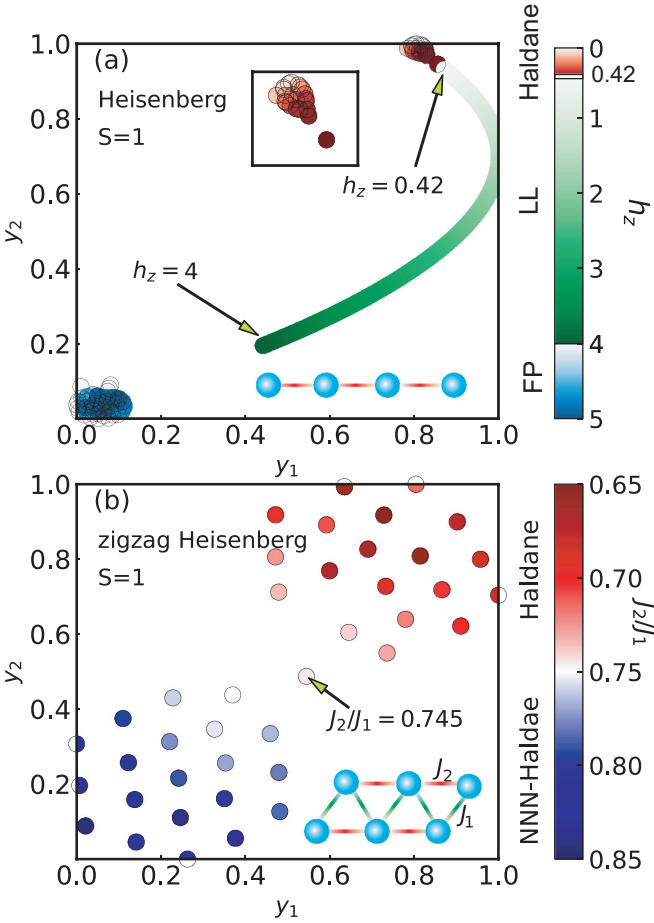 (a)
Heisenberg
S=1
h_z = 0.42
h_z = 4
y_2
1.0
0.8
0.6
0.4
0.2
0.0 0.2 0.4 0.6 0.8 1.0
y_1
Haldane
LL
FP
0
0.42
1
2
3
4
5
h_z
(b)
zigzag Heisenberg
S=1
J_2/J_1 = 0.745
J_2
J_1
y_2
1.0
0.8
0.6
0.4
0.2
0.0
0.0 0.2 0.4 0.6 0.8 1.0
y_1
Haldane
NNN-Haldae
0.65
0.70
0.75
0.80
0.85
J_2/J_1